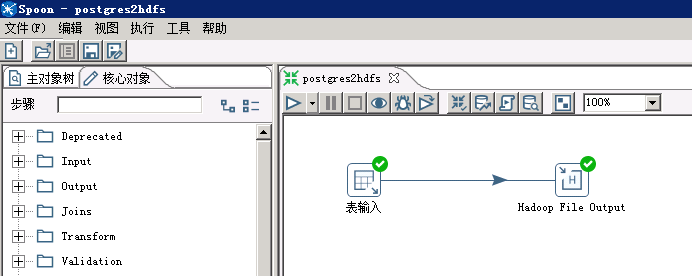 Spoon - postgres2hdfs
文件(F) 编辑 视图 执行 工具 帮助
主对象树 核心对象
postgres2hdfs
步骤
100%
Deprecated
Input
Output
Joins
Transform
Validation
表输入
H
Hadoop File Output